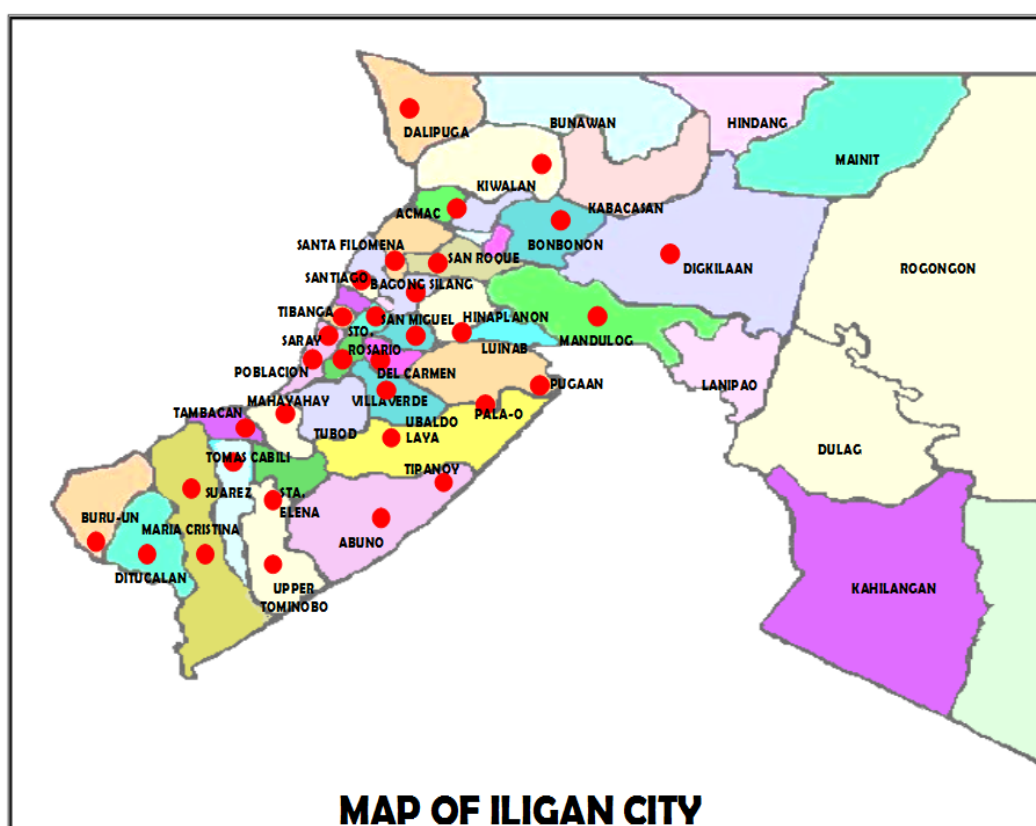 BUNAWAN
HINDANG
DALIPUGA
MAINIT
KIWALAN
ACMAC
KABACASAN
SANTA FILOMENA
BONBONON
SAN ROQUE
DIGKILAAN
ROGONGON
SANTIAGO
BAGONG SILANG
TIBANGA
SAN MIGUEL
HINAPLANON
STO.
ROSARIO
MANDULOG
SARAY
LUINAB
POBLACION
DEL CARMEN
PUGAAN
LANIPAO
MAHAYAHAY
VILLAVERDE
TAMBACAN
PALA-O
TUBOD
UBALDO
LAYA
DULAG
TOMAS CABILI
TIPANOY
SUAREZ
STA.
ELENA
BURU-UN
MARIA CRISTINA
ABUNO
DITUCALAN
UPPER
TOMINOBO
KAHILANGAN
MAP OF ILIGAN CITY